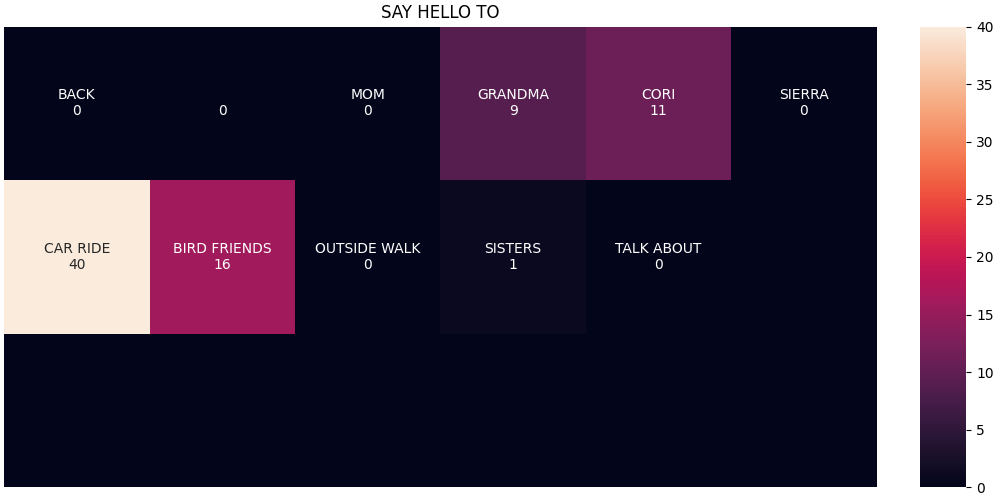 SAY HELLO TO
BACK
0
0
MOM
0
GRANDMA
9
CORI
11
SIERRA
0
CAR RIDE
40
BIRD FRIENDS
16
OUTSIDE WALK
0
SISTERS
1
TALK ABOUT
0
40
35
30
25
20
15
10
5
0